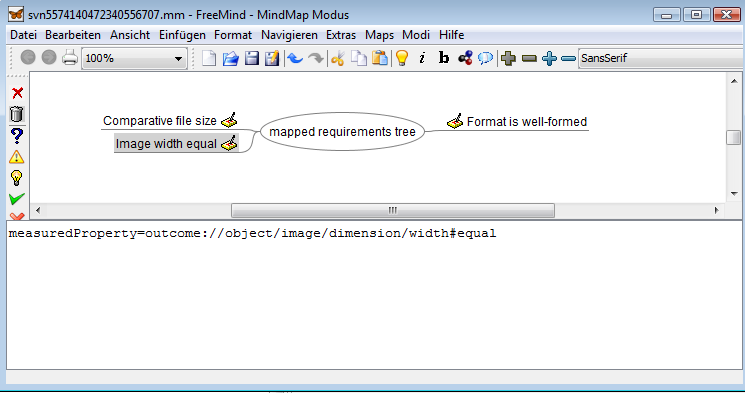 svn5574140472340556707.mm - FreeMind - MindMap Modus
Datei Bearbeiten Ansicht Einfügen Format Navigieren Extras Maps Modi Hilfe
100% i b SansSerif
Comparative file size
Image width equal
mapped requirements tree
Format is well-formed
measuredProperty=outcome://object/image/dimension/width#equal